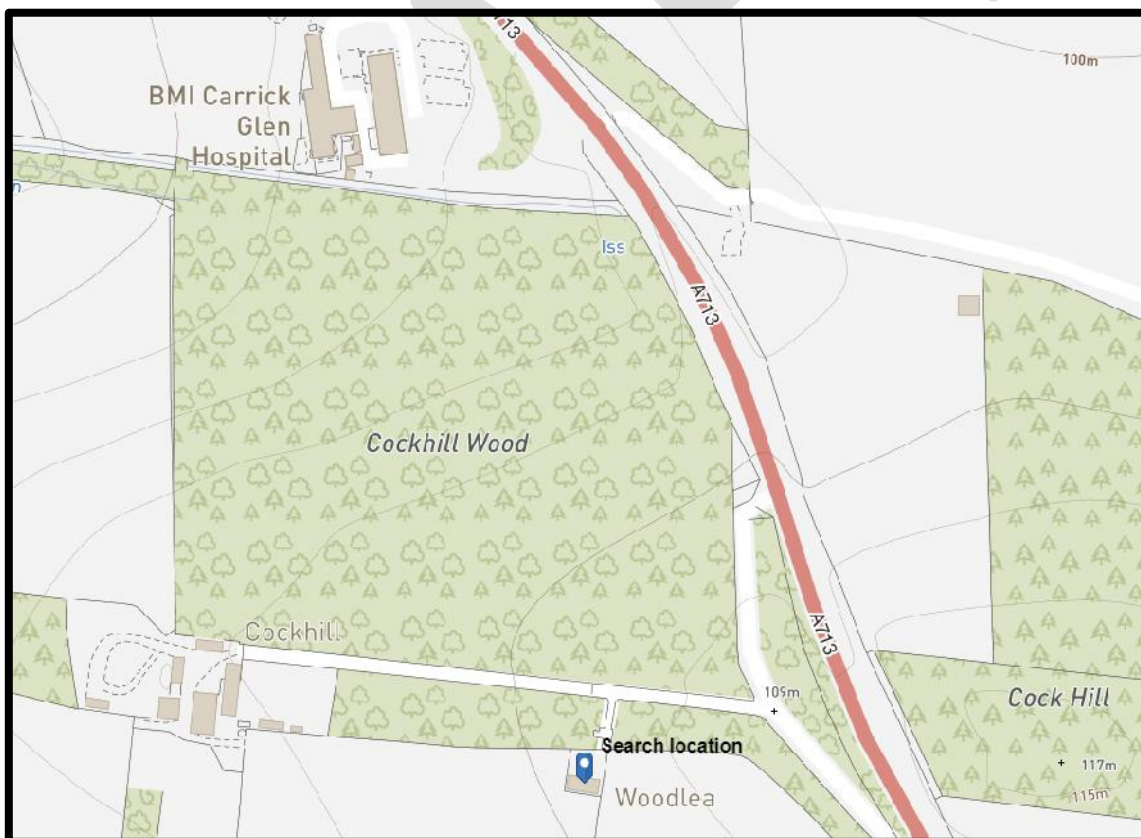 A713
100m
BMI Carrick
Glen
Hospital
Iss
A713
Cockhill Wood
Cockhill
A713
Cock Hill
105m
Search location
117m
Woodlea
115m